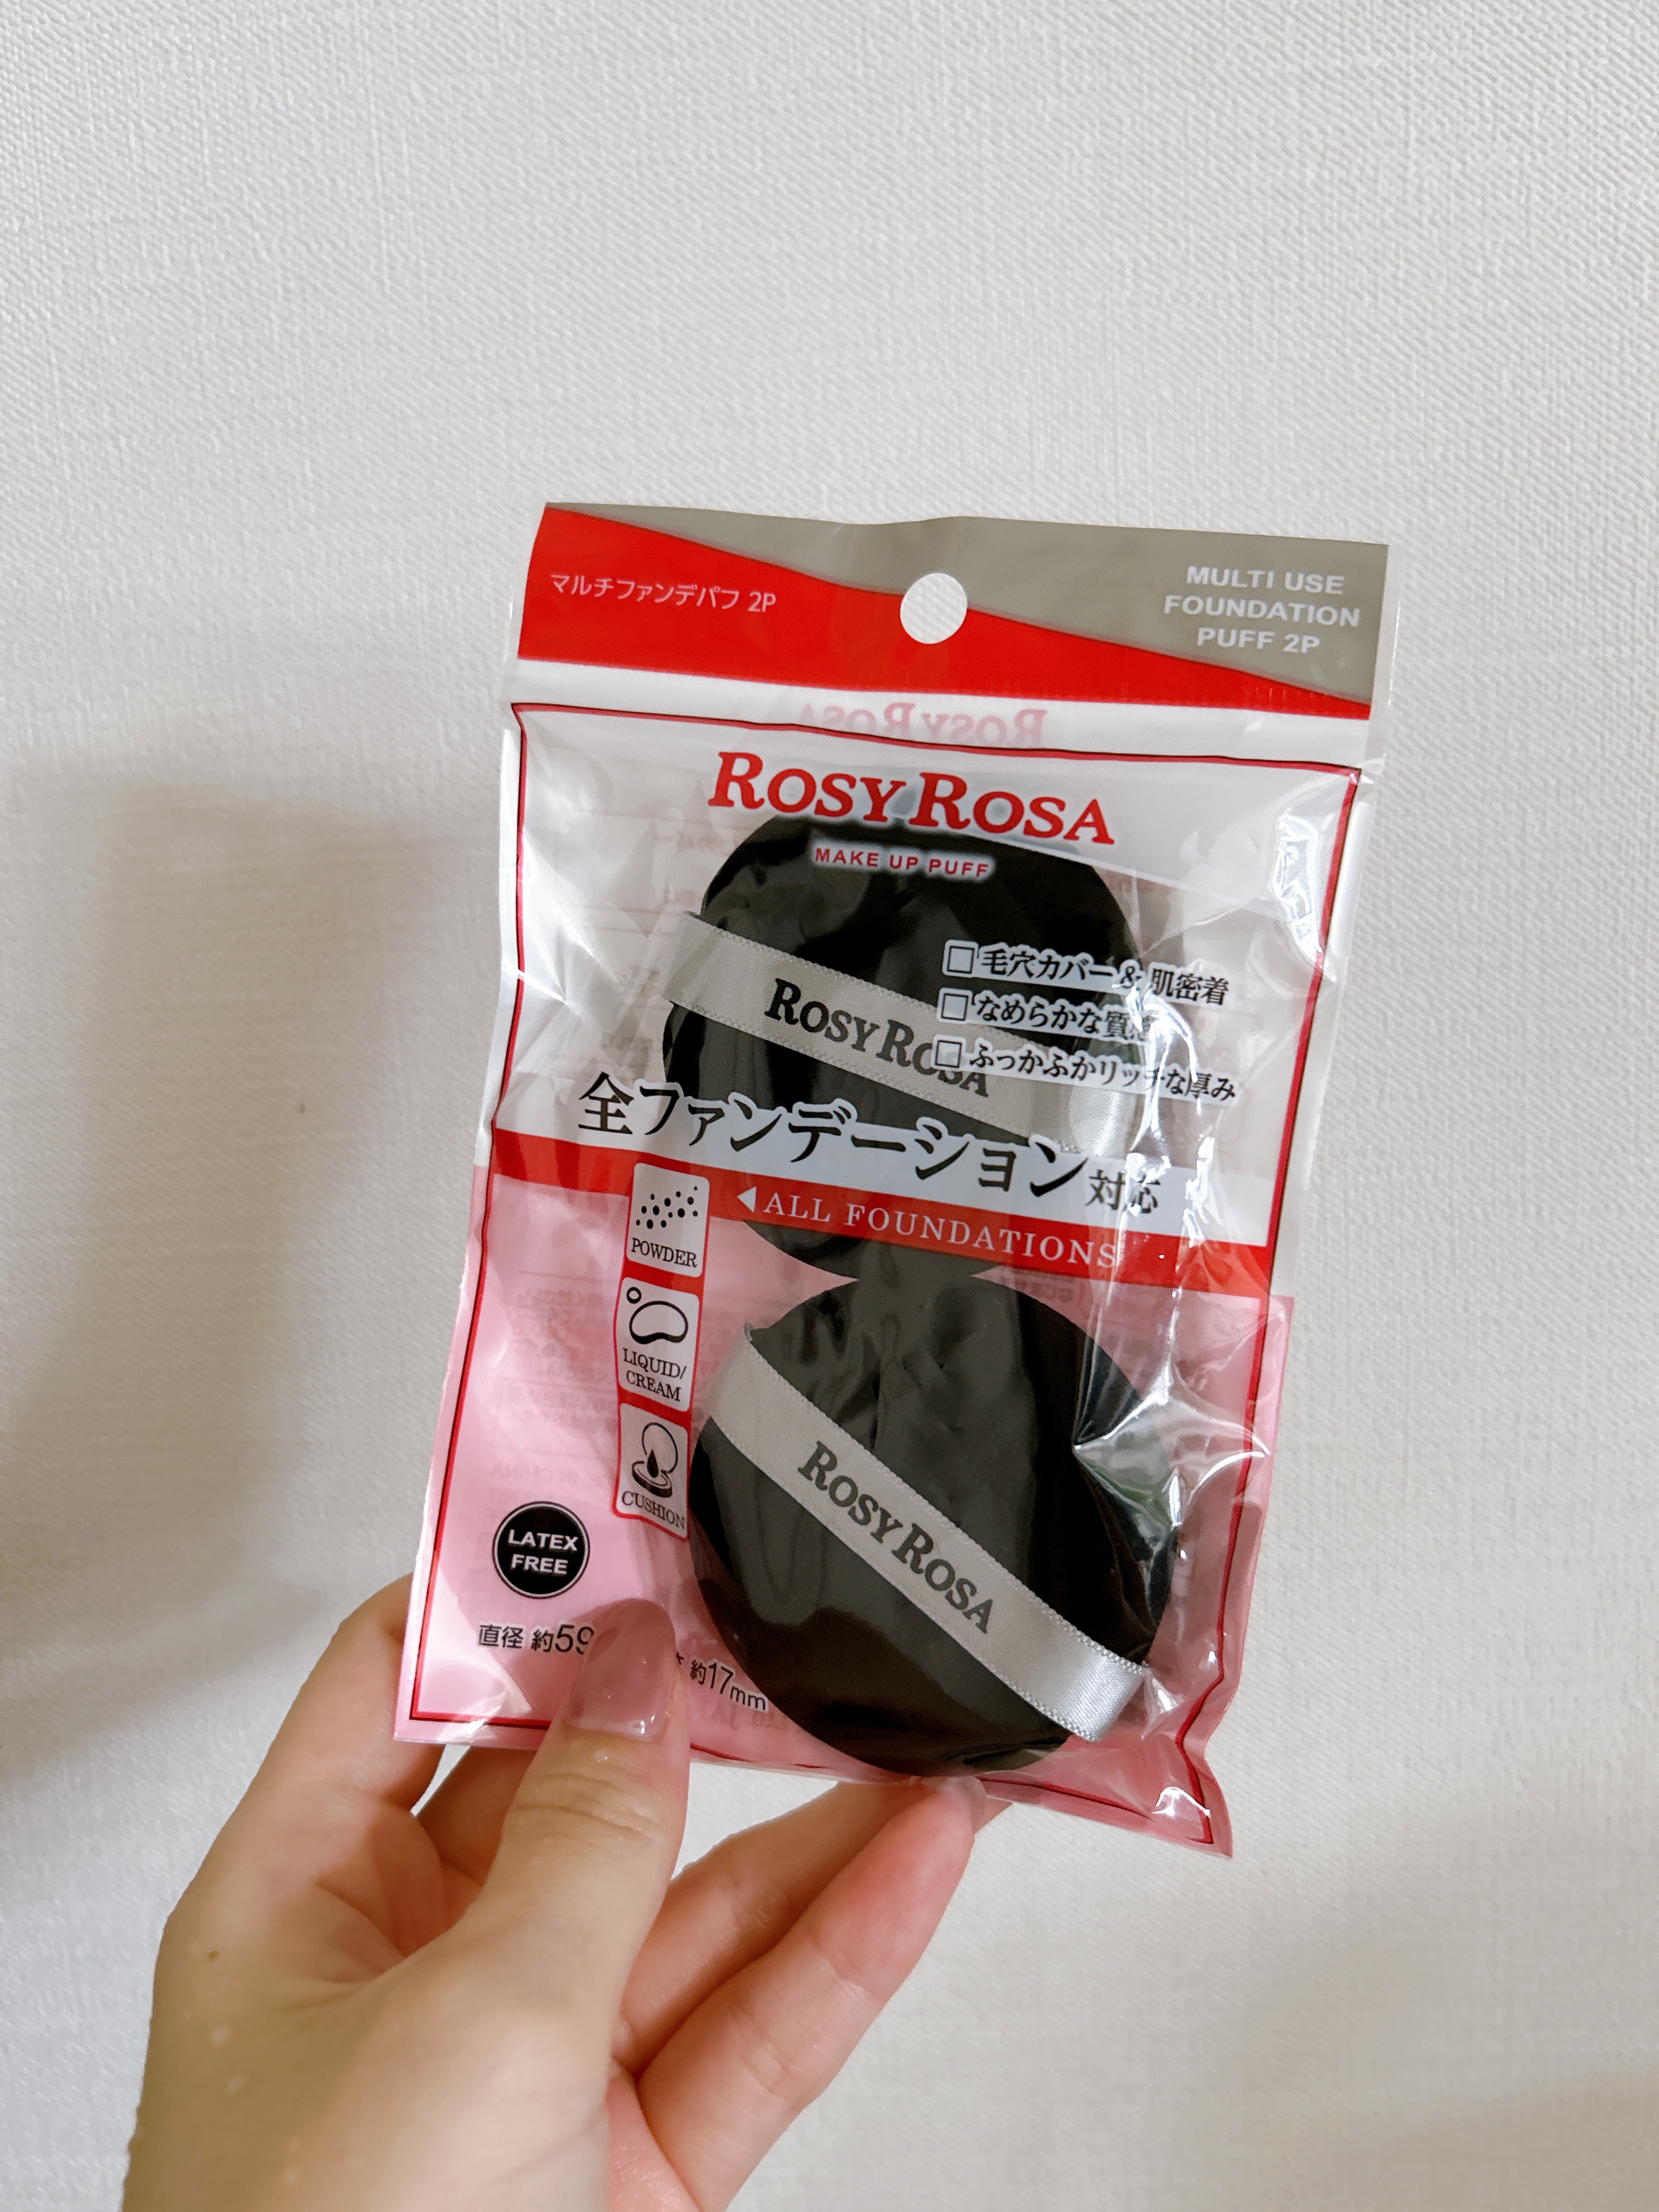 マルチファンデパフ 2P
MULTI USE
FOUNDATION
PUFF 2P
ROSY ROSA
MAKE UP PUFF
□毛穴カバー & 肌密着
□なめらかな質感
□ふっかふかリッチな厚み
ROSY ROSA
全ファンデーション対応
◀ALL FOUNDATIONS
POWDER
LIQUID/
CREAM
CUSHION
ROSY ROSA
LATEX
FREE
直径 約59
約17mm